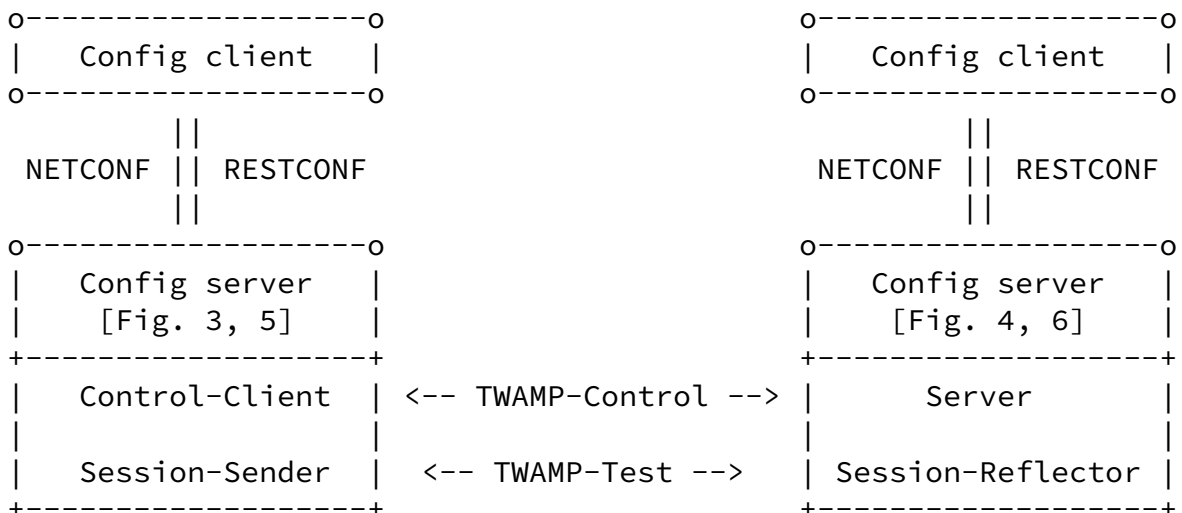 o-------------------o                        o-------------------o
|   Config client   |                        |   Config client   |
o-------------------o                        o-------------------o
         ||                                           ||
 NETCONF || RESTCONF                          NETCONF || RESTCONF
         ||                                           ||
o-------------------o                        o-------------------o
|   Config server   |                        |   Config server   |
|    [Fig. 3, 5]    |                        |    [Fig. 4, 6]    |
+-------------------+                        +-------------------+
|   Control-Client  | <-- TWAMP-Control --> |      Server       |
|                   |                        |                   |
|   Session-Sender  |  <-- TWAMP-Test -->    | Session-Reflector |
+-------------------+                        +-------------------+